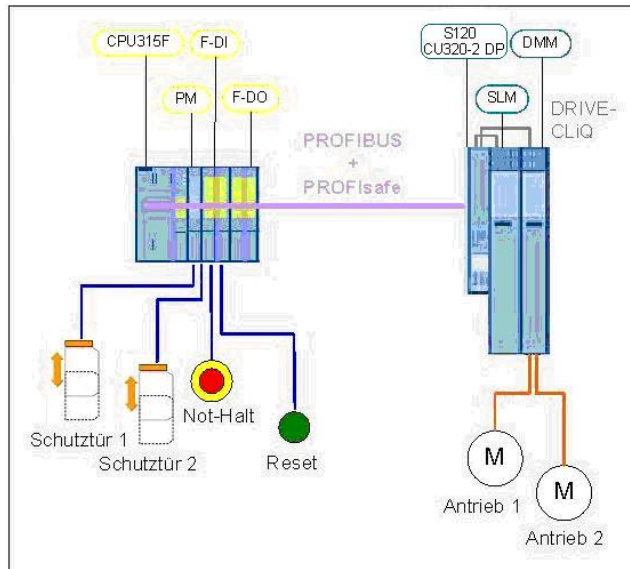 CPU315F
F-DI
PM
F-DO
S120
CU320-2 DP
DMM
SLM
DRIVE-
CLiQ
PROFIBUS
+
PROFIsafe
Schutztür 1
Schutztür 2
Not-Halt
Reset
M
Antrieb 1
M
Antrieb 2